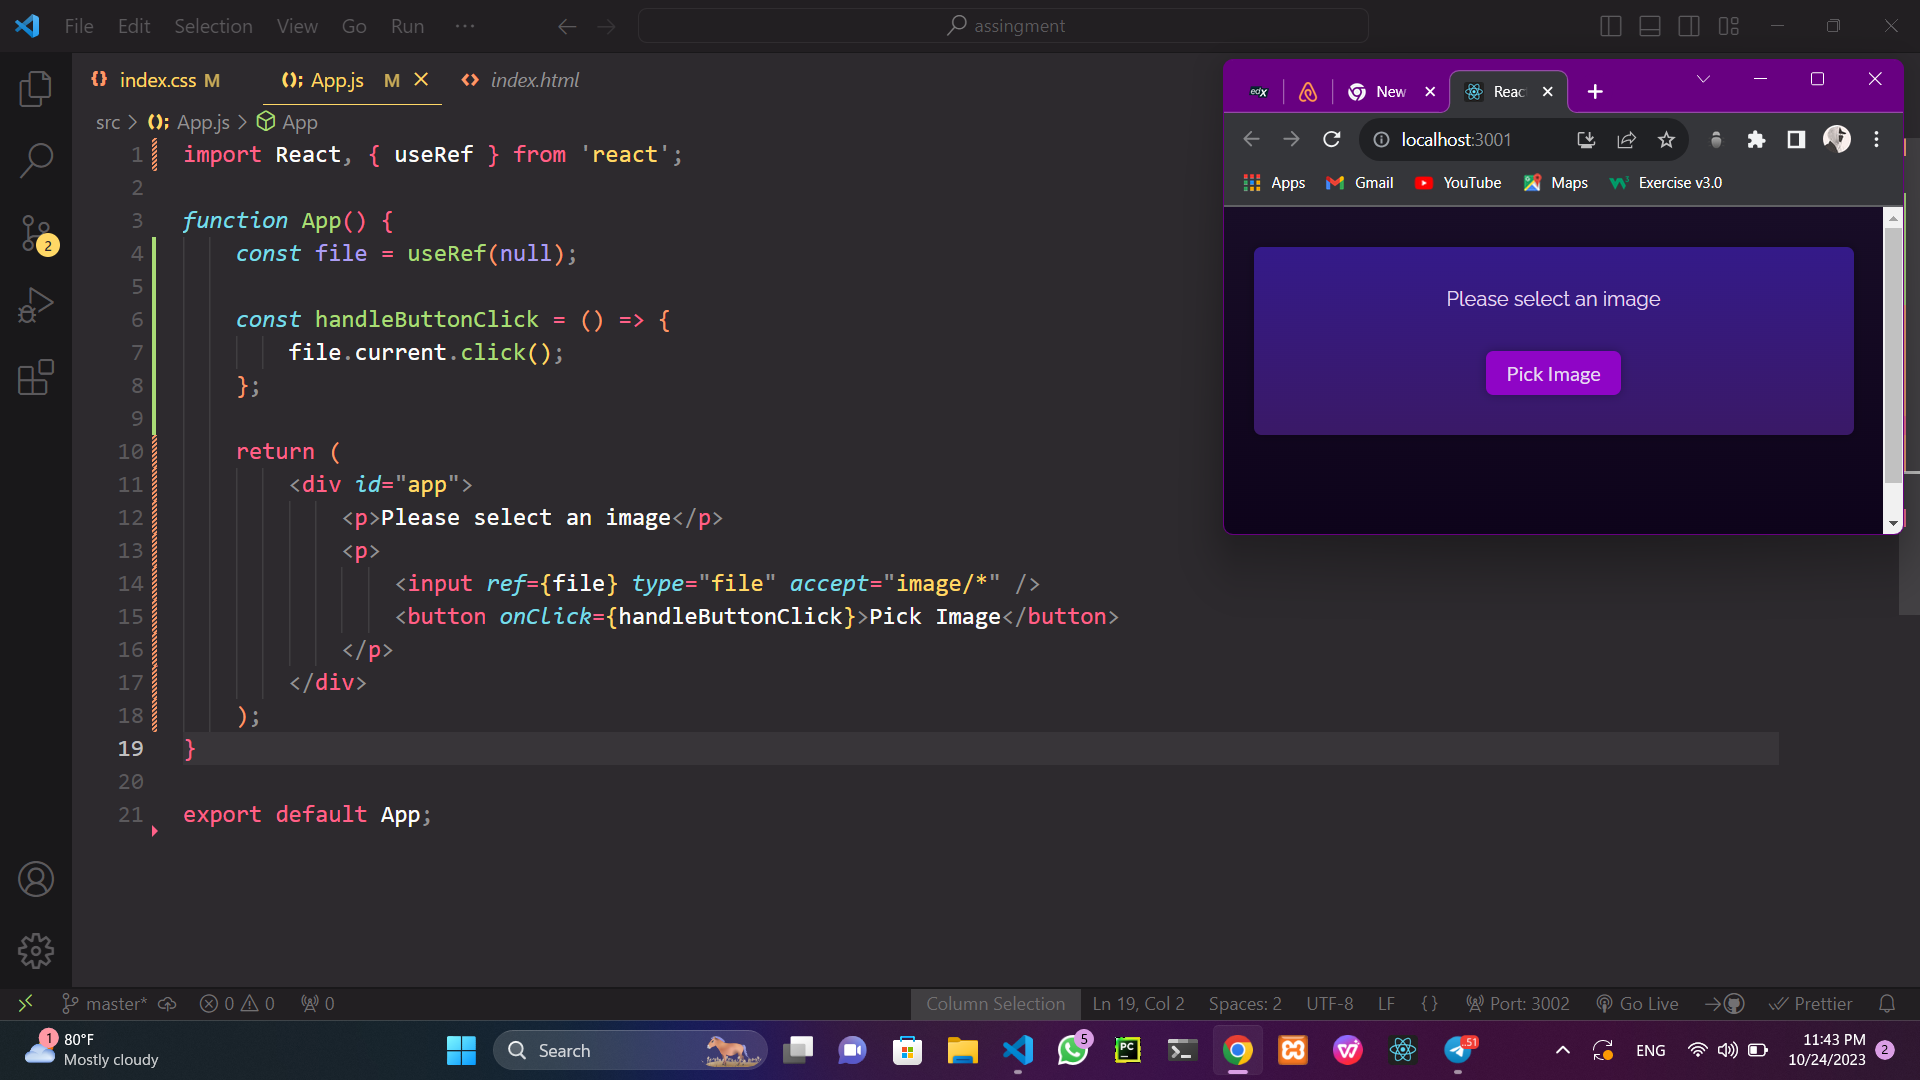 File Edit Selection View Go Run ··· assingment
index.css M App.js M index.html
src > App.js > App
1 import React, { useRef } from 'react';
2
3 function App() {
4 const file = useRef(null);
5
6 const handleButtonClick = () => {
7 file.current.click();
8 };
9
10 return (
11 <div id="app">
12 <p>Please select an image</p>
13 <p>
14 <input ref={file} type="file" accept="image/*" />
15 <button onClick={handleButtonClick}>Pick Image</button>
16 </p>
17 </div>
18 );
19 }
20
21 export default App;
2
edX New Reac
localhost:3001
Apps Gmail YouTube Maps Exercise v3.0
Please select an image
Pick Image
master* 0 0 0 Column Selection Ln 19, Col 2 Spaces: 2 UTF-8 LF {} Port: 3002 Go Live Prettier
1 80°F
Mostly cloudy
Search
5
PC
51
ENG
11:43 PM
10/24/2023
2